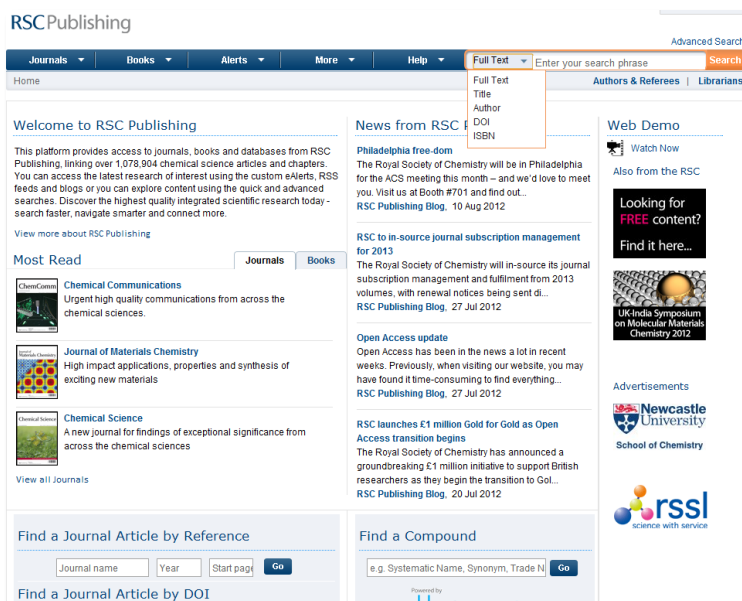 RSCPublishing
Advanced Search
Journals Books Alerts More Help Full Text Enter your search phrase Search
Home
Authors & Referees | Librarians
Full Text
Title
Author
DOI
ISBN
Welcome to RSC Publishing
This platform provides access to journals, books and databases from RSC
Publishing, linking over 1,078,904 chemical science articles and chapters.
You can access the latest research of interest using the custom eAlerts, RSS
feeds and blogs or you can explore content using the quick and advanced
searches. Discover the highest quality integrated scientific research today -
search faster, navigate smarter and connect more.
View more about RSC Publishing
Most Read
Journals Books
ChemComm
Chemical Communications
Urgent high quality communications from across the
chemical sciences.
Materials Chemistry
Journal of Materials Chemistry
High impact applications, properties and synthesis of
exciting new materials
Chemical Science
Chemical Science
A new journal for findings of exceptional significance from
across the chemical sciences
View all Journals
News from RSC
Philadelphia free-dom
The Royal Society of Chemistry will be in Philadelphia
for the ACS meeting this month – and we'd love to meet
you. Visit us at Booth #701 and find out...
RSC Publishing Blog, 10 Aug 2012
RSC to in-source journal subscription management
for 2013
The Royal Society of Chemistry will in-source its journal
subscription management and fulfilment from 2013
volumes, with renewal notices being sent di...
RSC Publishing Blog, 27 Jul 2012
Open Access update
Open Access has been in the news a lot in recent
weeks. Previously, when visiting our website, you may
have found it time-consuming to find everything...
RSC Publishing Blog, 27 Jul 2012
RSC launches £1 million Gold for Gold as Open
Access transition begins
The Royal Society of Chemistry has announced a
groundbreaking £1 million initiative to support British
researchers as they begin the transition to Gol...
RSC Publishing Blog, 20 Jul 2012
Web Demo
Watch Now
Also from the RSC
Looking for
FREE content?
Find it here...
UK-India Symposium
on Molecular Materials
Chemistry 2012
Advertisements
Newcastle
University
School of Chemistry
rssl
science with service
Find a Journal Article by Reference
Journal name Year Start page Go
Find a Journal Article by DOI
Find a Compound
e.g. Systematic Name, Synonym, Trade N Go
Powered by